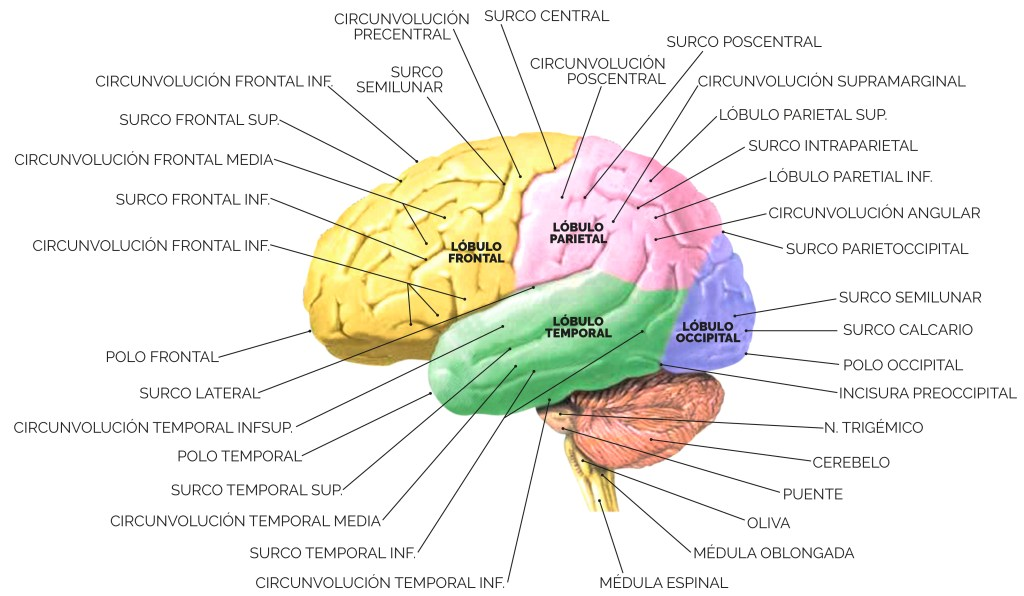 CIRCUNVOLUCIÓN
PRECENTRAL
SURCO CENTRAL
SURCO POSCENTRAL
CIRCUNVOLUCIÓN
POSCENTRAL
SURCO
SEMILUNAR
CIRCUNVOLUCIÓN FRONTAL INF.
CIRCUNVOLUCIÓN SUPRAMARGINAL
SURCO FRONTAL SUP.
LÓBULO PARIETAL SUP.
CIRCUNVOLUCIÓN FRONTAL MEDIA
SURCO INTRAPARIETAL
LÓBULO PARETIAL INF.
SURCO FRONTAL INF.
CIRCUNVOLUCIÓN ANGULAR
CIRCUNVOLUCIÓN FRONTAL INF.
SURCO PARIETOCCIPITAL
LÓBULO
FRONTAL
LÓBULO
PARIETAL
LÓBULO
TEMPORAL
LÓBULO
OCCIPITAL
SURCO SEMILUNAR
SURCO CALCARIO
POLO FRONTAL
POLO OCCIPITAL
SURCO LATERAL
INCISURA PREOCCIPITAL
CIRCUNVOLUCIÓN TEMPORAL INFSUP.
N. TRIGÉMICO
POLO TEMPORAL
CEREBELO
SURCO TEMPORAL SUP.
PUENTE
CIRCUNVOLUCIÓN TEMPORAL MEDIA
OLIVA
SURCO TEMPORAL INF.
MÉDULA OBLONGADA
CIRCUNVOLUCIÓN TEMPORAL INF.
MÉDULA ESPINAL